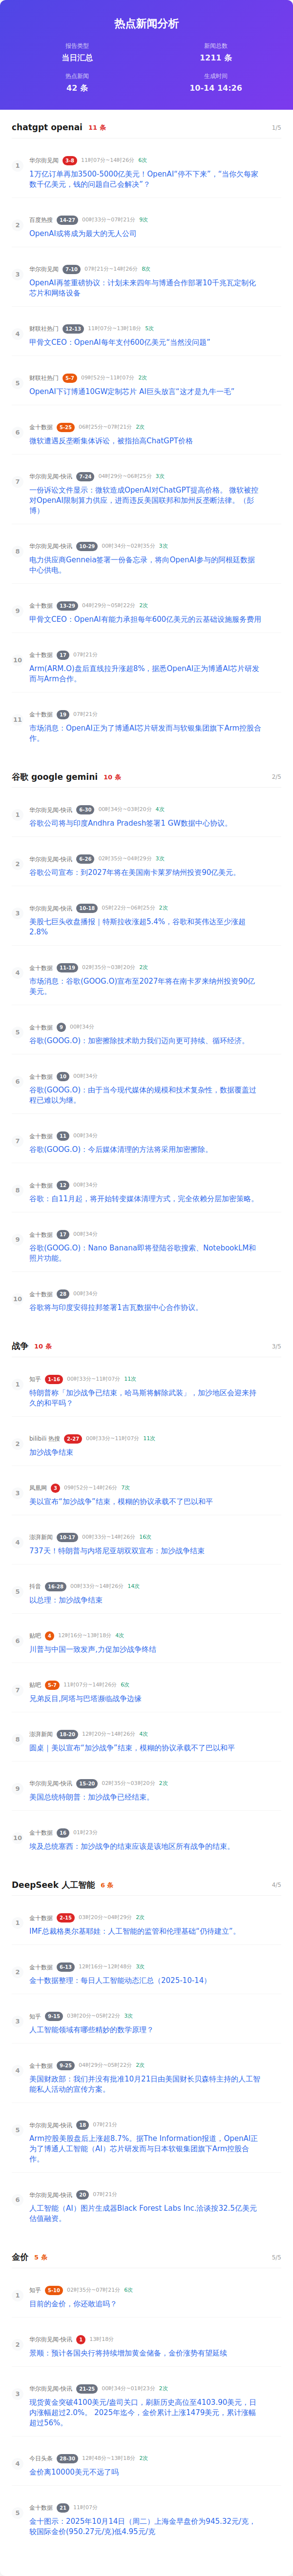 热点新闻分析
报告类型
当日汇总
新闻总数
1211 条
热点新闻
42 条
生成时间
10-14 14:26
chatgpt openai 11 条 1/5
1
华尔街见闻 3-8 11时07分~14时26分 6次
1万亿订单再加3500-5000亿美元！OpenAI“停不下来”，“当你欠每家
数千亿美元，钱的问题自己会解决”？
2
百度热搜 14-27 00时33分~07时21分 9次
OpenAI或将成为最大的无人公司
3
华尔街见闻 7-10 07时21分~14时26分 8次
OpenAI再签重磅协议：计划未来四年与博通合作部署10千兆瓦定制化
芯片和网络设备
4
财联社热门 12-13 11时07分~13时18分 5次
甲骨文CEO：OpenAI每年支付600亿美元“当然没问题”
5
财联社热门 5-7 09时52分~11时07分 2次
OpenAI下订博通10GW定制芯片 AI巨头放言“这才是九牛一毛”
6
金十数据 5-25 06时25分~07时21分 2次
微软遭遇反垄断集体诉讼，被指抬高ChatGPT价格
7
华尔街见闻-快讯 7-24 04时29分~06时25分 3次
一份诉讼文件显示：微软造成OpenAI对ChatGPT提高价格。 微软被控
对OpenAI限制算力供应，进而违反美国联邦和加州反垄断法律。（彭
博）
8
华尔街见闻-快讯 10-29 00时34分~02时35分 3次
电力供应商Genneia签署一份备忘录，将向OpenAI参与的阿根廷数据
中心供电。
9
金十数据 13-29 04时29分~05时22分 2次
甲骨文CEO：OpenAI有能力承担每年600亿美元的云基础设施服务费用
10
金十数据 17 07时21分
Arm(ARM.O)盘后直线拉升涨超8%，据悉OpenAI正为博通AI芯片研发
而与Arm合作。
11
金十数据 19 07时21分
市场消息：OpenAI正为了博通AI芯片研发而与软银集团旗下Arm控股合
作。
谷歌 google gemini 10 条 2/5
1
华尔街见闻-快讯 6-30 00时34分~03时20分 4次
谷歌公司将与印度Andhra Pradesh签署1 GW数据中心协议。
2
华尔街见闻-快讯 6-26 02时35分~04时29分 3次
谷歌公司宣布：到2027年将在美国南卡莱罗纳州投资90亿美元。
3
华尔街见闻-快讯 10-18 05时22分~06时25分 2次
美股七巨头收盘播报｜特斯拉收涨超5.4%，谷歌和英伟达至少涨超
2.8%
4
金十数据 11-19 02时35分~03时20分 2次
市场消息：谷歌(GOOG.O)宣布至2027年将在南卡罗来纳州投资90亿
美元。
5
金十数据 9 00时34分
谷歌(GOOG.O)：加密擦除技术助力我们迈向更可持续、循环经济。
6
金十数据 10 00时34分
谷歌(GOOG.O)：由于当今现代媒体的规模和技术复杂性，数据覆盖过
程已难以为继。
7
金十数据 11 00时34分
谷歌(GOOG.O)：今后媒体清理的方法将采用加密擦除。
8
金十数据 12 00时34分
谷歌：自11月起，将开始转变媒体清理方式，完全依赖分层加密策略。
9
金十数据 17 00时34分
谷歌(GOOG.O)：Nano Banana即将登陆谷歌搜索、NotebookLM和
照片功能。
10
金十数据 28 00时34分
谷歌将与印度安得拉邦签署1吉瓦数据中心合作协议。
战争 10 条 3/5
1
知乎 1-16 00时33分~11时07分 11次
特朗普称「加沙战争已结束，哈马斯将解除武装」，加沙地区会迎来持
久的和平吗？
2
bilibili 热搜 2-27 00时33分~11时07分 11次
加沙战争结束
3
凤凰网 3 09时52分~14时26分 7次
美以宣布“加沙战争”结束，模糊的协议承载不了巴以和平
4
澎湃新闻 10-17 00时33分~14时26分 16次
737天！特朗普与内塔尼亚胡双双宣布：加沙战争结束
5
抖音 16-28 00时33分~14时26分 14次
以总理：加沙战争结束
6
贴吧 4 12时16分~13时18分 4次
川普与中国一致发声,力促加沙战争终结
7
贴吧 5-7 11时07分~14时26分 6次
兄弟反目,阿塔与巴塔濒临战争边缘
8
澎湃新闻 18-20 12时20分~14时26分 4次
圆桌｜美以宣布“加沙战争”结束，模糊的协议承载不了巴以和平
9
华尔街见闻-快讯 15-20 02时35分~03时20分 2次
美国总统特朗普：加沙战争已经结束。
10
金十数据 16 01时23分
埃及总统塞西：加沙战争的结束应该是该地区所有战争的结束。
DeepSeek 人工智能 6 条 4/5
1
金十数据 2-15 03时20分~04时29分 2次
IMF总裁格奥尔基耶娃：人工智能的监管和伦理基础“仍待建立”。
2
金十数据 6-13 12时16分~12时48分 3次
金十数据整理：每日人工智能动态汇总（2025-10-14）
3
知乎 9-15 03时20分~05时22分 3次
人工智能领域有哪些精妙的数学原理？
4
金十数据 9-25 04时29分~05时22分 2次
美国财政部：我们并没有批准10月21日由美国财长贝森特主持的人工智
能私人活动的宣传方案。
5
华尔街见闻-快讯 18 07时21分
Arm控股美股盘后上涨超8.7%。据The Information报道，OpenAI正
为了博通人工智能（AI）芯片研发而与日本软银集团旗下Arm控股合
作。
6
华尔街见闻-快讯 20 07时21分
人工智能（AI）图片生成器Black Forest Labs Inc.洽谈按32.5亿美元
估值融资。
金价 5 条 5/5
1
知乎 5-10 02时35分~07时21分 6次
目前的金价，你还敢追吗？
2
华尔街见闻-快讯 1 13时18分
景顺：预计各国央行将持续增加黄金储备，金价涨势有望延续
3
华尔街见闻-快讯 21-25 00时34分~01时23分 2次
现货黄金突破4100美元/盎司关口，刷新历史高位至4103.90美元，日
内涨幅超过2.0%。 2025年迄今，金价累计上涨1479美元，累计涨幅
超过56%。
4
今日头条 28-30 12时48分~13时18分 2次
金价离10000美元不远了吗
5
金十数据 21 11时07分
金十图示：2025年10月14日（周二）上海金早盘价为945.32元/克，
较国际金价(950.27元/克)低4.95元/克